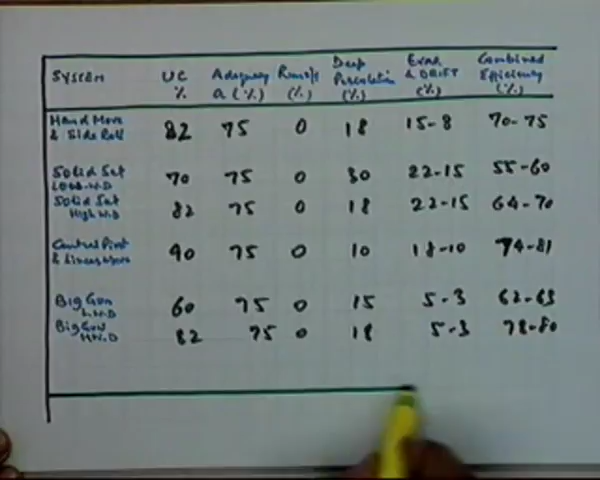 System UC % Adequacy a (%) Runoff (%) Deep Percolation (%) Evap. & DRIFT (%) Combined Efficiency (%)
Hand Move & Side Roll 82 75 0 18 15-8 70-75
Solid Set Low W.D 70 75 0 30 22-15 55-60
Solid Set High W.D 82 75 0 18 22-15 64-70
Central Pivot & Linear Move 90 75 0 10 18-10 74-81
Big Gun L.W.D 60 75 0 15 5-3 62-63
Big Gun H.W.D 82 75 0 18 5-3 78-80